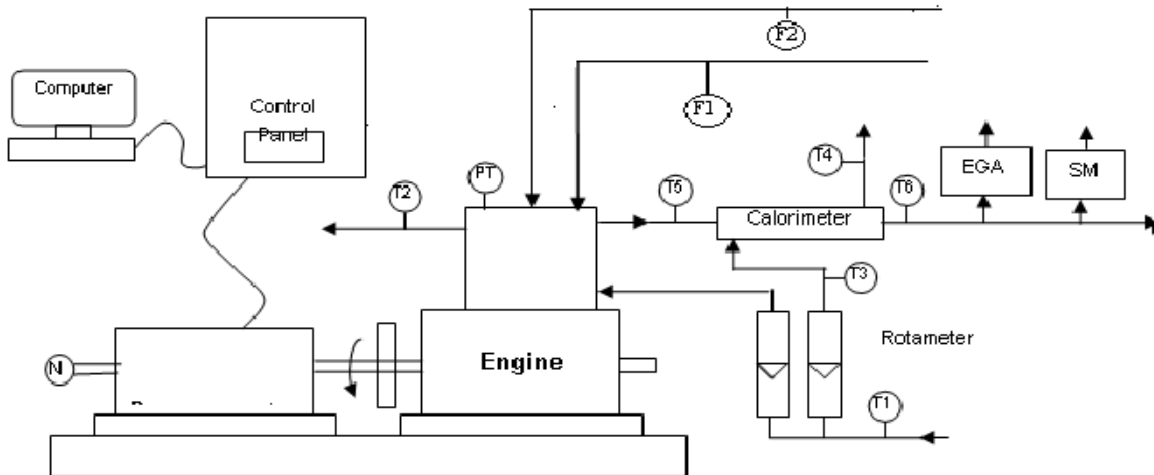 F2
Computer
Control
Panel
F1
T2
PT
T5
T4
T6
EGA
SM
Calorimeter
T3
Rotameter
Engine
N
T1